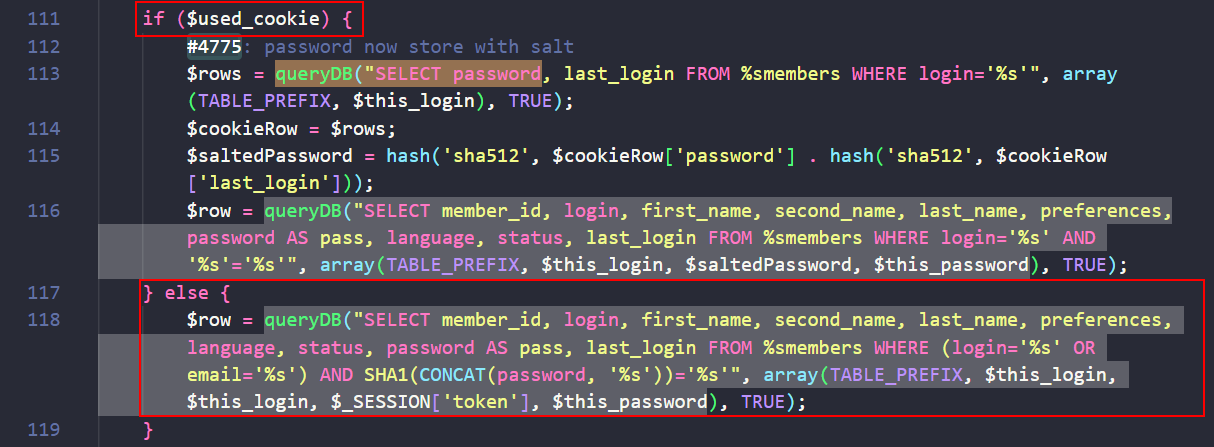 111 if ($used_cookie) {
112 #4775: password now store with salt
113 $rows = queryDB("SELECT password, last_login FROM %smembers WHERE login='%s'", array
(TABLE_PREFIX, $this_login), TRUE);
114 $cookieRow = $rows;
115 $saltedPassword = hash('sha512', $cookieRow['password'] . hash('sha512', $cookieRow
['last_login']));
116 $row = queryDB("SELECT member_id, login, first_name, second_name, last_name, preferences,
password AS pass, language, status, last_login FROM %smembers WHERE login='%s' AND
'%s'='%s'", array(TABLE_PREFIX, $this_login, $saltedPassword, $this_password), TRUE);
117 } else {
118 $row = queryDB("SELECT member_id, login, first_name, second_name, last_name, preferences,
language, status, password AS pass, last_login FROM %smembers WHERE (login='%s' OR
email='%s') AND SHA1(CONCAT(password, '%s'))='%s'", array(TABLE_PREFIX, $this_login,
$this_login, $_SESSION['token'], $this_password), TRUE);
119 }